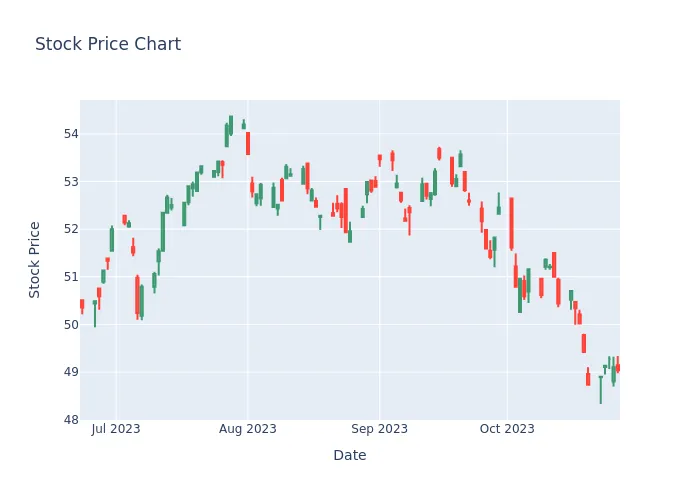 Stock Price Chart
54
53
52
51
50
49
48
Stock Price
Jul 2023
Aug 2023
Sep 2023
Oct 2023
Date